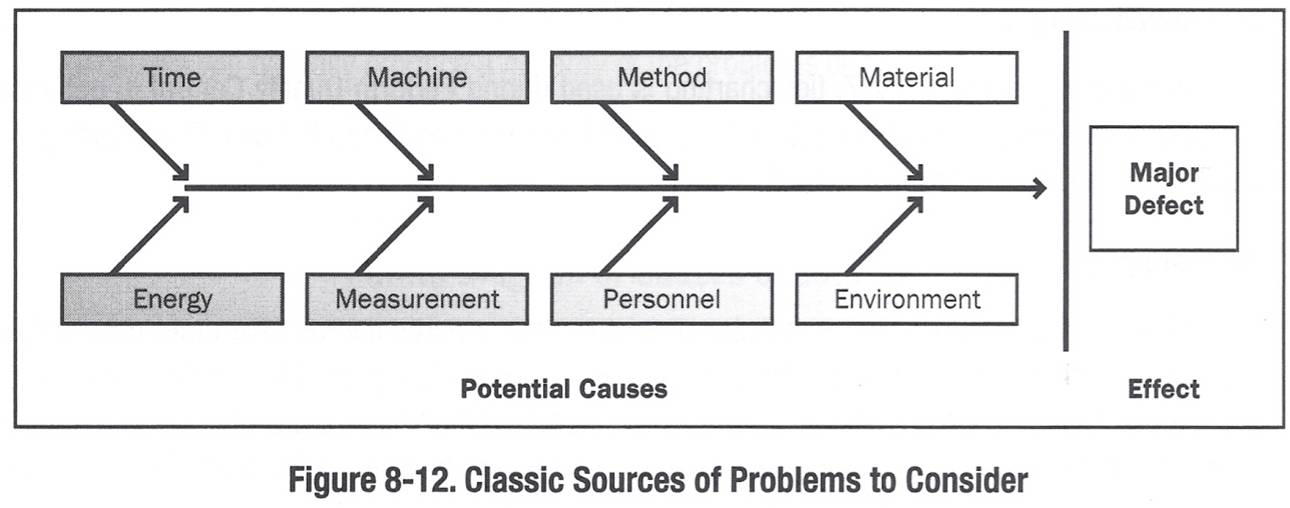 Time
Machine
Method
Material
Major
Defect
Energy
Measurement
Personnel
Environment
Potential Causes
Effect
Figure 8-12. Classic Sources of Problems to Consider